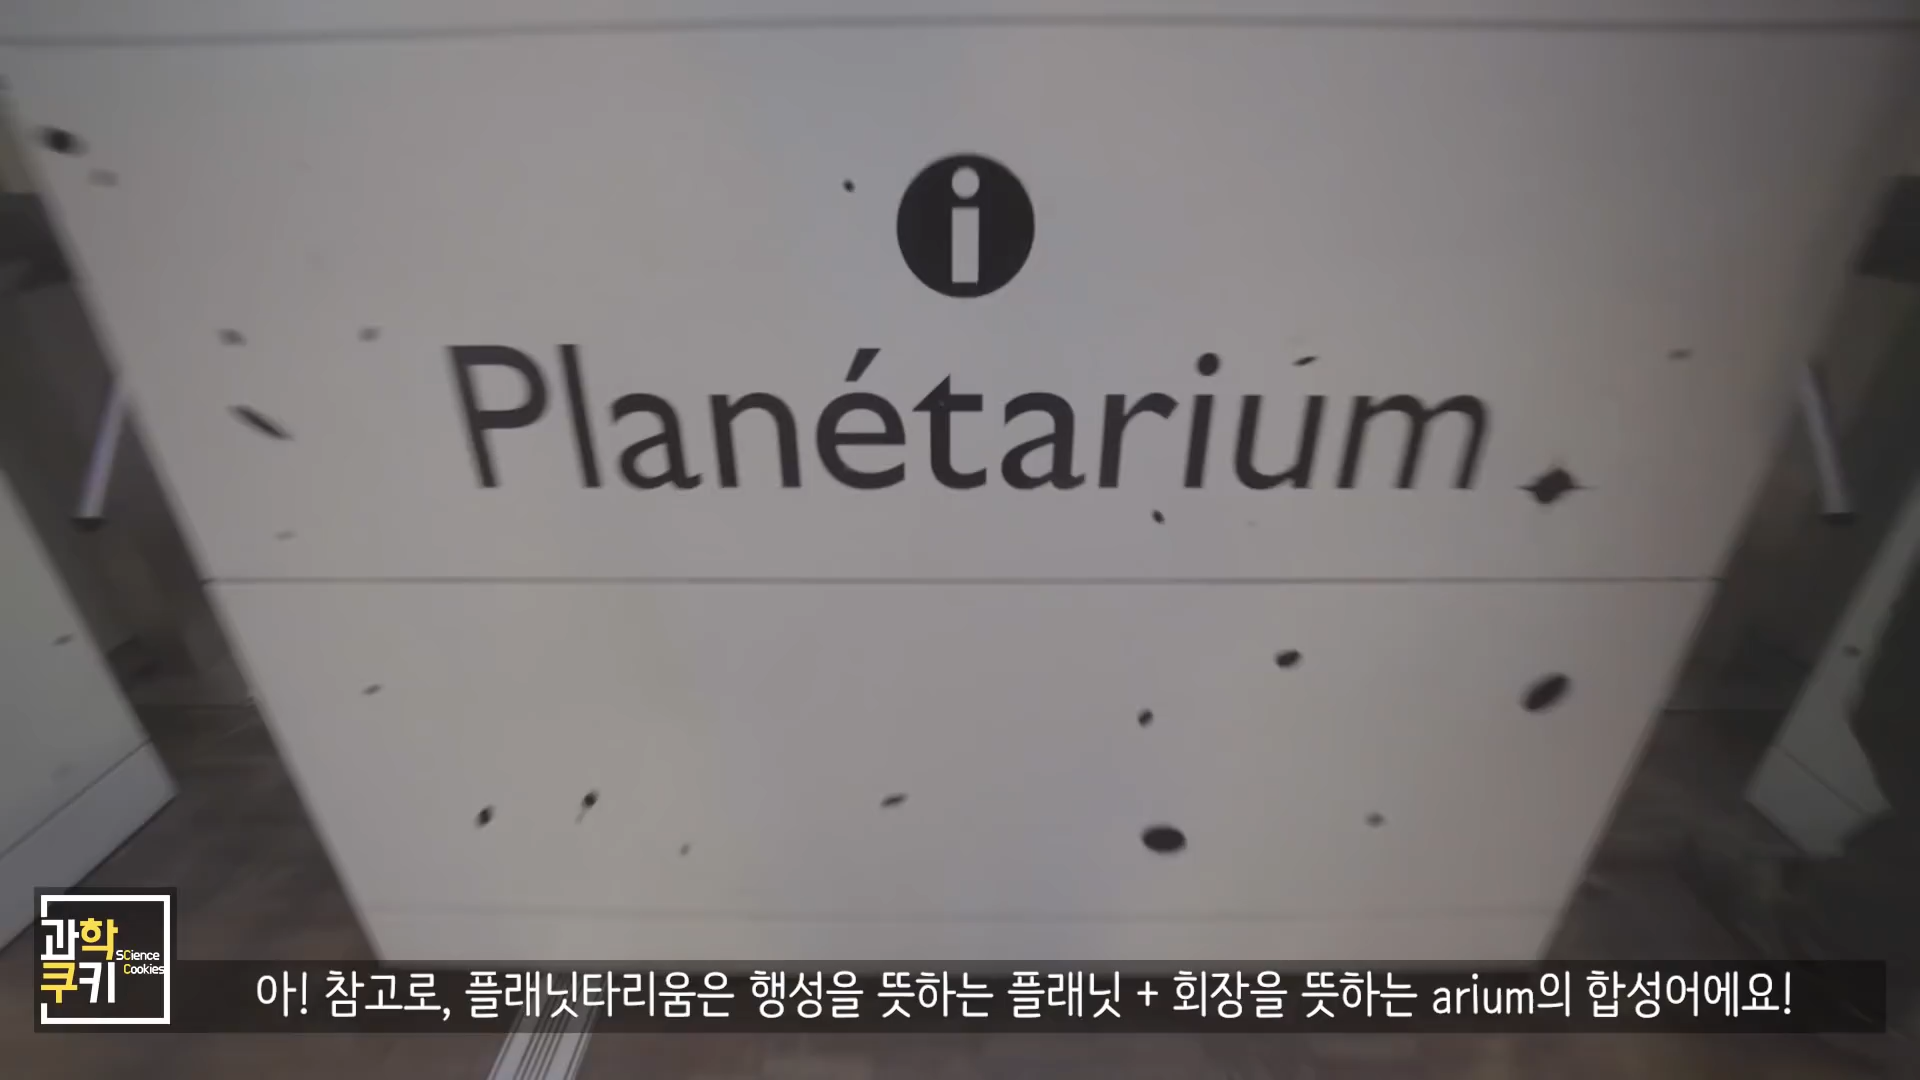 i
Planétarium
과학
쿠키
Science
Cookies
아! 참고로, 플래닛타리움은 행성을 뜻하는 플래닛 + 회장을 뜻하는 arium의 합성어에요!